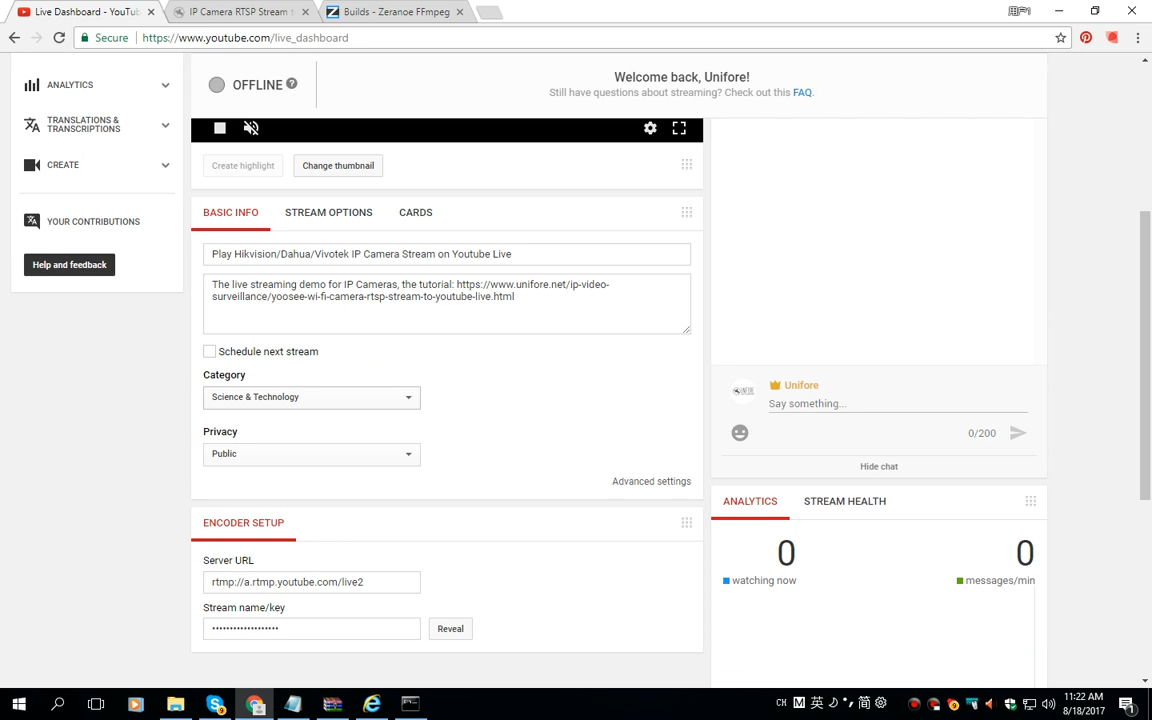 Live Dashboard - YouTu
IP Camera RTSP Stream t
Builds - Zeranoe FFmpeg
Secure
https://www.youtube.com/live_dashboard
ANALYTICS
TRANSLATIONS &
TRANSCRIPTIONS
CREATE
YOUR CONTRIBUTIONS
Help and feedback
OFFLINE
Welcome back, Unifore!
Still have questions about streaming? Check out this FAQ.
Create highlight
Change thumbnail
BASIC INFO
STREAM OPTIONS
CARDS
Play Hikvision/Dahua/Vivotek IP Camera Stream on Youtube Live
The live streaming demo for IP Cameras, the tutorial: https://www.unifore.net/ip-video-
surveillance/yoosee-wi-fi-camera-rtsp-stream-to-youtube-live.html
Schedule next stream
Category
Science & Technology
Privacy
Public
Advanced settings
ENCODER SETUP
Server URL
rtmp://a.rtmp.youtube.com/live2
Stream name/key
•••••••••••••••••••
Reveal
Unifore
Say something...
0/200
Hide chat
ANALYTICS
STREAM HEALTH
0
0
watching now
messages/min
CH
M
英
简
11:22 AM
8/18/2017